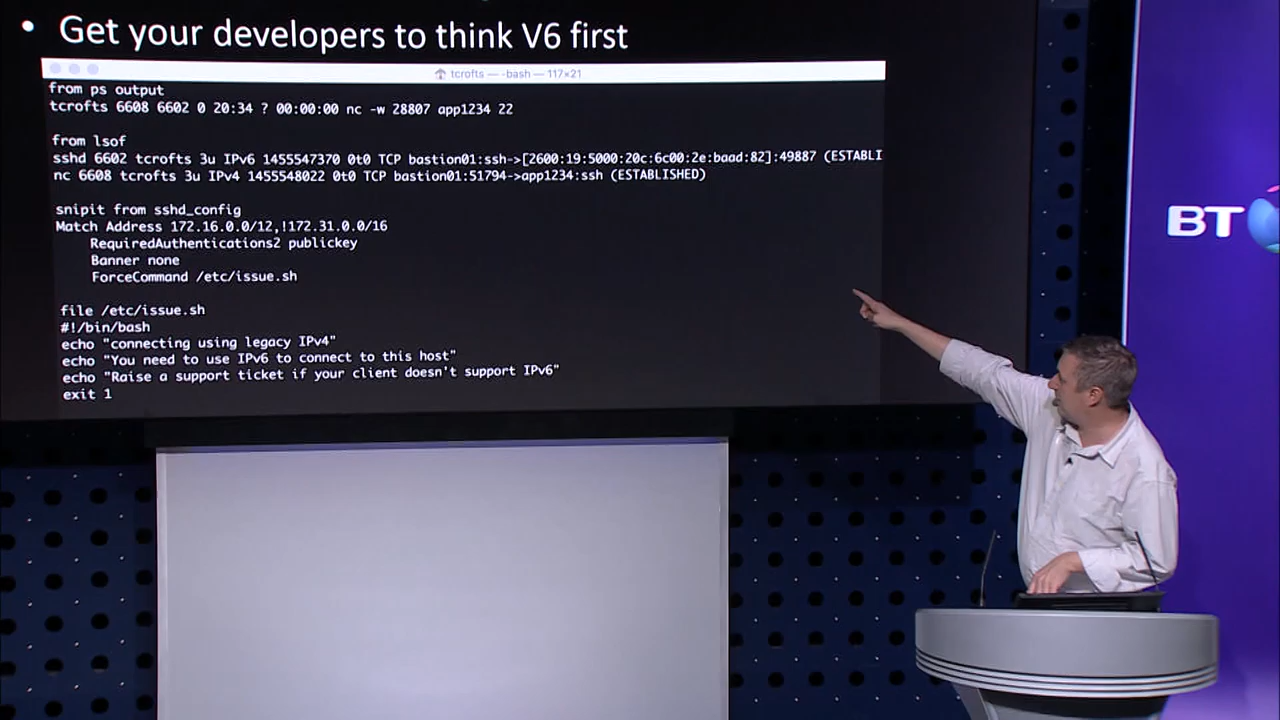 • Get your developers to think V6 first
tcrofts — -bash — 117×21
from ps output
tcrofts 6608 6602 0 20:34 ? 00:00:00 nc -w 28807 app1234 22
from lsof
sshd 6602 tcrofts 3u IPv6 1455547370 0t0 TCP bastion01:ssh->[2600:19:5000:20c:6c00:2e:baad:82]:49887 (ESTABLI
nc 6608 tcrofts 3u IPv4 1455548022 0t0 TCP bastion01:51794->app1234:ssh (ESTABLISHED)
snipit from sshd_config
Match Address 172.16.0.0/12,!172.31.0.0/16
RequiredAuthentications2 publickey
Banner none
ForceCommand /etc/issue.sh
file /etc/issue.sh
#!/bin/bash
echo "connecting using legacy IPv4"
echo "You need to use IPv6 to connect to this host"
echo "Raise a support ticket if your client doesn't support IPv6"
exit 1
BT